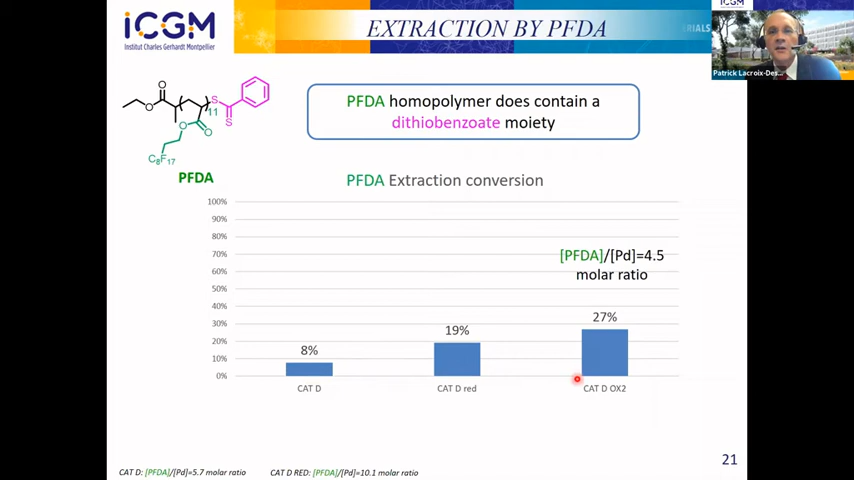 iCGM
Institut Charles Gerhardt Montpellier
EXTRACTION BY PFDA
iCGM
Patrick Lacroix-Des...
O
O
11
S
S
O
O
C8F17
PFDA
PFDA homopolymer does contain a
dithiobenzoate moiety
PFDA Extraction conversion
100%
90%
80%
70%
60%
50%
40%
30%
20%
10%
0%
[PFDA]/[Pd]=4.5
molar ratio
8%
19%
27%
CAT D
CAT D red
CAT D OX2
21
CAT D: [PFDA]/[Pd]=5.7 molar ratio
CAT D RED: [PFDA]/[Pd]=10.1 molar ratio